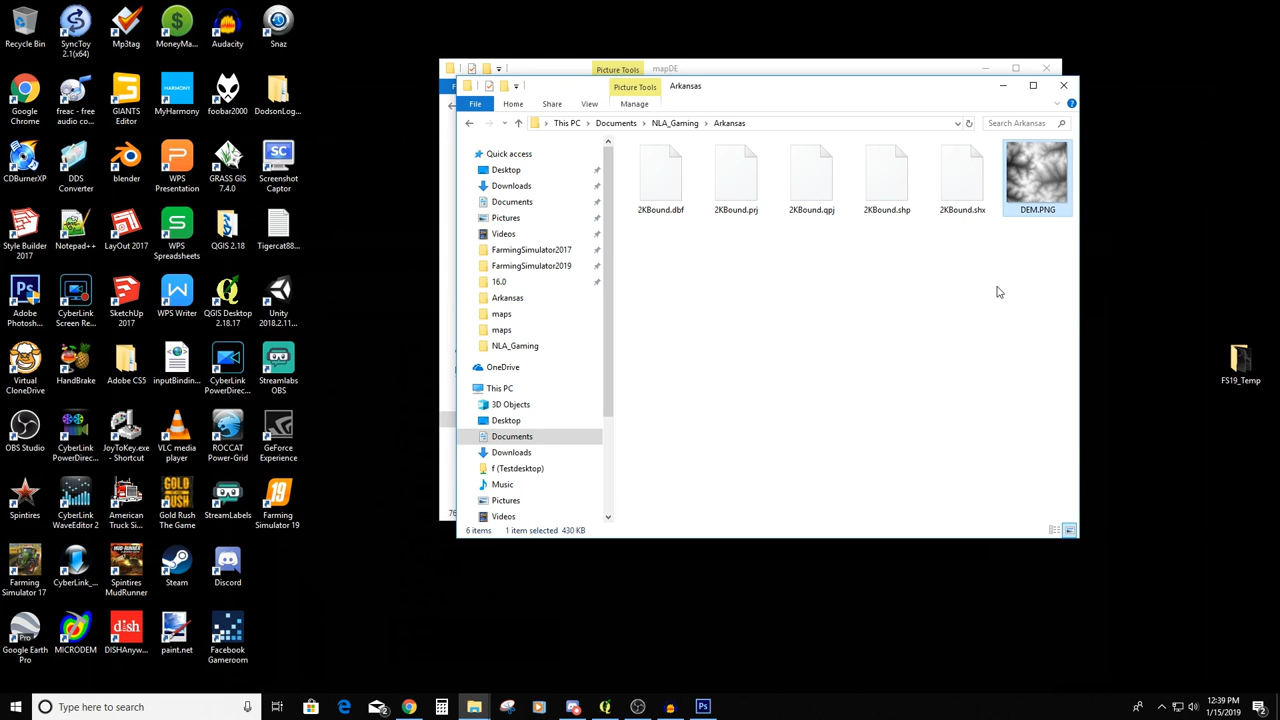 Recycle Bin
SyncToy
2.1(x64)
Mp3tag
MoneyMa...
Audacity
Snaz
Google
Chrome
freac - free
audio co...
GIANTS
Editor
MyHarmony
foobar2000
DodsonLog...
CDBurnerXP
DDS
Converter
blender
WPS
Presentation
GRASS GIS
7.4.0
Screenshot
Captor
Style Builder
2017
Notepad++
LayOut 2017
WPS
Spreadsheets
QGIS 2.18
Tigercat88...
Adobe
Photosh...
CyberLink
Screen Re...
SketchUp
2017
WPS Writer
QGIS Desktop
2.18.17
Unity
2018.2.11...
Virtual
CloneDrive
HandBrake
Adobe CS5
inputBindin...
CyberLink
PowerDirec...
Streamlabs
OBS
OBS Studio
CyberLink
PowerDirec...
JoyToKey.exe
- Shortcut
VLC media
player
ROCCAT
Power-Grid
GeForce
Experience
Spintires
CyberLink
WaveEditor 2
American
Truck Si...
Gold Rush
The Game
StreamLabels
Farming
Simulator 19
Farming
Simulator 17
CyberLink_...
Spintires
MudRunner
Steam
Discord
Google Earth
Pro
MICRODEM
DISHAnyw...
paint.net
Facebook
Gameroom
FS19_Temp
Picture Tools
mapDE
Picture Tools
Arkansas
File
Home
Share
View
Manage
This PC
Documents
NLA_Gaming
Arkansas
Search Arkansas
Quick access
Desktop
Downloads
Documents
Pictures
Videos
FarmingSimulator2017
FarmingSimulator2019
16.0
Arkansas
maps
maps
NLA_Gaming
OneDrive
This PC
3D Objects
Desktop
Documents
Downloads
f (Testdesktop)
Music
Pictures
Videos
2KBound.dbf
2KBound.prj
2KBound.qpj
2KBound.shp
2KBound.shx
DEM.PNG
6 items
1 item selected 430 KB
Type here to search
12:39 PM
1/15/2019